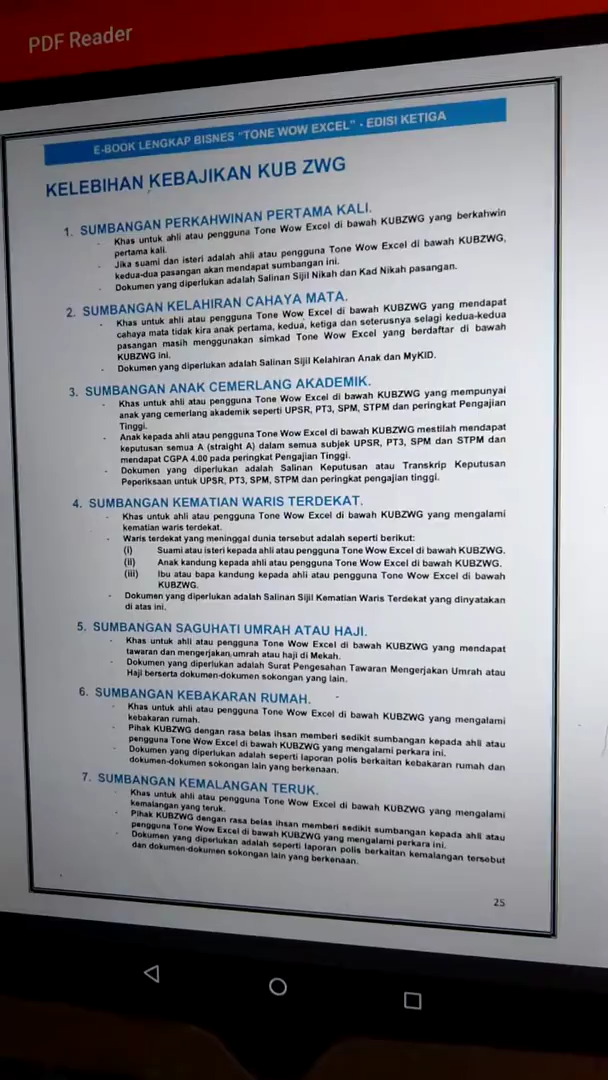 PDF Reader
E-BOOK LENGKAP BISNES "TONE WOW EXCEL" - EDISI KETIGA
KELEBIHAN KEBAJIKAN KUB ZWG
1. SUMBANGAN PERKAHWINAN PERTAMA KALI.
- Khas untuk ahli atau pengguna Tone Wow Excel di bawah KUBZWG yang berkahwin
pertama kali.
- Jika suami dan isteri adalah ahli atau pengguna Tone Wow Excel di bawah KUBZWG,
kedua-dua pasangan akan mendapat sumbangan ini.
- Dokumen yang diperlukan adalah Salinan Sijil Nikah dan Kad Nikah pasangan.
2. SUMBANGAN KELAHIRAN CAHAYA MATA.
- Khas untuk ahli atau pengguna Tone Wow Excel di bawah KUBZWG yang mendapat
cahaya mata tidak kira anak pertama, kedua, ketiga dan seterusnya selagi kedua-kedua
pasangan masih menggunakan simkad Tone Wow Excel yang berdaftar di bawah
KUBZWG ini.
- Dokumen yang diperlukan adalah Salinan Sijil Kelahiran Anak dan MyKID.
3. SUMBANGAN ANAK CEMERLANG AKADEMIK.
- Khas untuk ahli atau pengguna Tone Wow Excel di bawah KUBZWG yang mempunyai
anak yang cemerlang akademik seperti UPSR, PT3, SPM, STPM dan peringkat Pengajian
Tinggi.
- Anak kepada ahli atau pengguna Tone Wow Excel di bawah KUBZWG mestilah mendapat
keputusan semua A (straight A) dalam semua subjek UPSR, PT3, SPM dan STPM dan
mendapat CGPA 4.00 pada peringkat Pengajian Tinggi.
- Dokumen yang diperlukan adalah Salinan Keputusan atau Transkrip Keputusan
Peperiksaan untuk UPSR, PT3, SPM, STPM dan peringkat pengajian tinggi.
4. SUMBANGAN KEMATIAN WARIS TERDEKAT.
- Khas untuk ahli atau pengguna Tone Wow Excel di bawah KUBZWG yang mengalami
kematian waris terdekat.
- Waris terdekat yang meninggal dunia tersebut adalah seperti berikut:
(i) Suami atau isteri kepada ahli atau pengguna Tone Wow Excel di bawah KUBZWG.
(ii) Anak kandung kepada ahli atau pengguna Tone Wow Excel di bawah KUBZWG.
(iii) Ibu atau bapa kandung kepada ahli atau pengguna Tone Wow Excel di bawah
KUBZWG.
- Dokumen yang diperlukan adalah Salinan Sijil Kematian Waris Terdekat yang dinyatakan
di atas ini.
5. SUMBANGAN SAGUHATI UMRAH ATAU HAJI.
- Khas untuk ahli atau pengguna Tone Wow Excel di bawah KUBZWG yang mendapat
tawaran dan mengerjakan umrah atau haji di Mekah.
- Dokumen yang diperlukan adalah Surat Pengesahan Tawaran Mengerjakan Umrah atau
Haji berserta dokumen-dokumen sokongan yang lain.
6. SUMBANGAN KEBAKARAN RUMAH.
- Khas untuk ahli atau pengguna Tone Wow Excel di bawah KUBZWG yang mengalami
kebakaran rumah.
- Pihak KUBZWG dengan rasa belas ihsan memberi sedikit sumbangan kepada ahli atau
pengguna Tone Wow Excel di bawah KUBZWG yang mengalami perkara ini.
- Dokumen yang diperlukan adalah seperti laporan polis berkaitan kebakaran rumah dan
dokumen-dokumen sokongan lain yang berkenaan.
7. SUMBANGAN KEMALANGAN TERUK.
- Khas untuk ahli atau pengguna Tone Wow Excel di bawah KUBZWG yang mengalami
kemalangan yang teruk.
- Pihak KUBZWG dengan rasa belas ihsan memberi sedikit sumbangan kepada ahli atau
pengguna Tone Wow Excel di bawah KUBZWG yang mengalami perkara ini.
- Dokumen yang diperlukan adalah seperti laporan polis berkaitan kemalangan tersebut
dan dokumen-dokumen sokongan lain yang berkenaan.
25